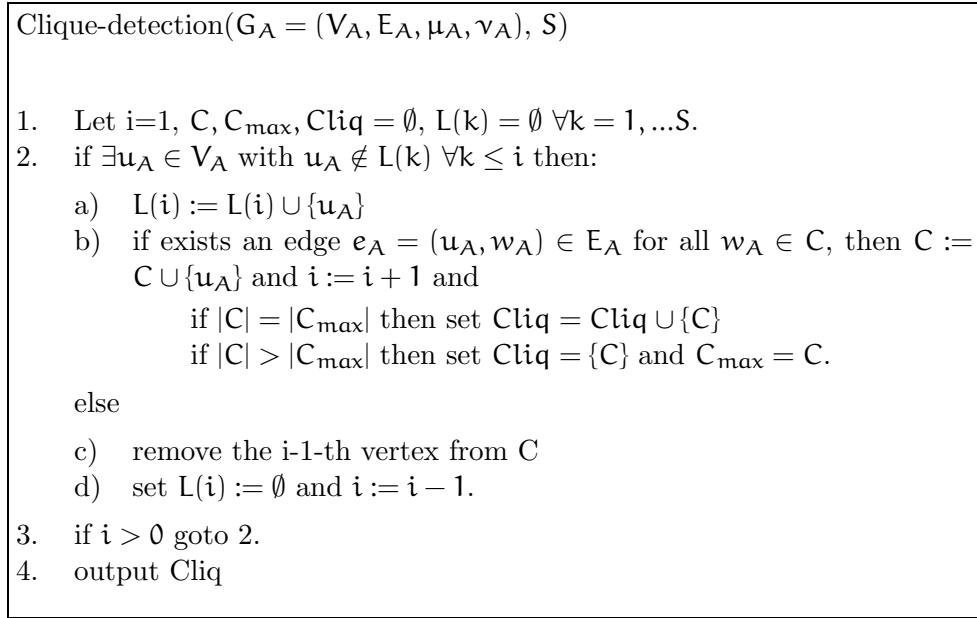 Clique-detection(G_A = (V_A, E_A, μ_A, ν_A), S)
1. Let i=1, C, C_max, Cliq = ∅, L(k) = ∅ ∀k = 1, ...S.
2. if ∃u_A ∈ V_A with u_A ∉ L(k) ∀k ≤ i then:
a) L(i) := L(i) ∪ {u_A}
b) if exists an edge e_A = (u_A, w_A) ∈ E_A for all w_A ∈ C, then C :=
C ∪ {u_A} and i := i + 1 and
if |C| = |C_max| then set Cliq = Cliq ∪ {C}
if |C| > |C_max| then set Cliq = {C} and C_max = C.
else
c) remove the i-1-th vertex from C
d) set L(i) := ∅ and i := i − 1.
3. if i > 0 goto 2.
4. output Cliq